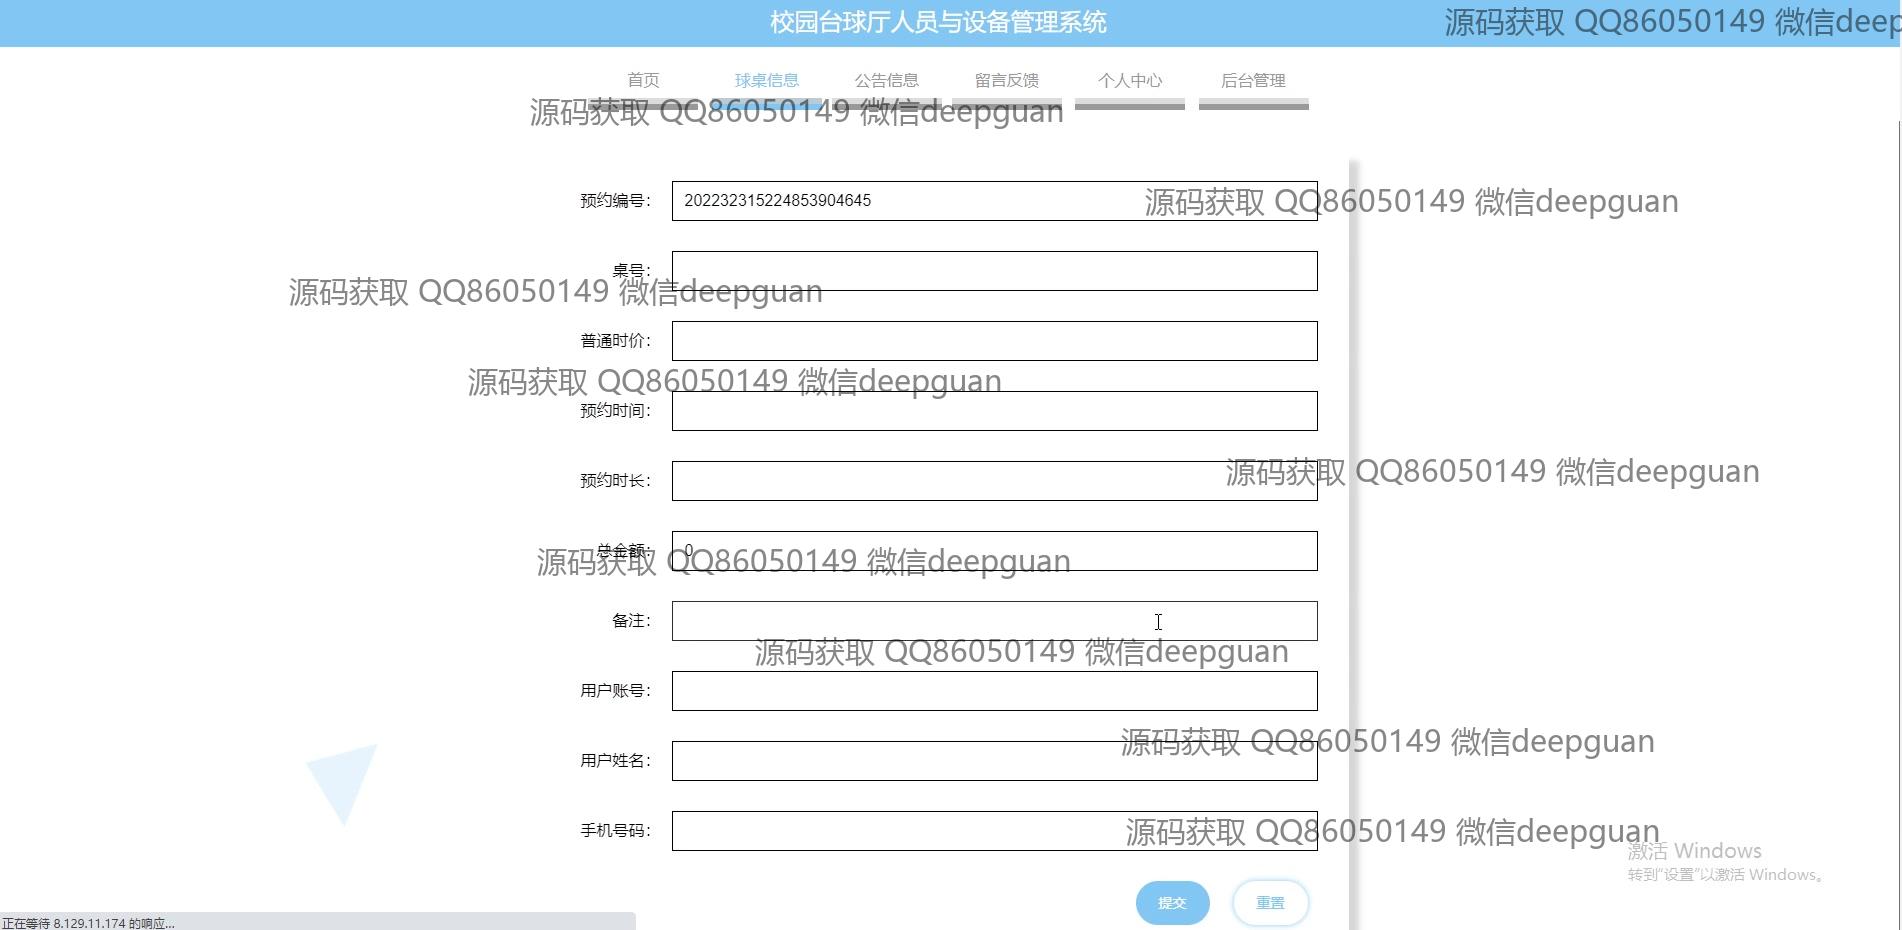 校园台球厅人员与设备管理系统
源码获取 QQ86050149 微信deep
首页 球桌信息 公告信息 留言反馈 个人中心 后台管理
源码获取 QQ86050149 微信deepguan
预约编号： 202232315224853904645
源码获取 QQ86050149 微信deepguan
桌号：
源码获取 QQ86050149 微信deepguan
普通时价：
源码获取 QQ86050149 微信deepguan
预约时间：
源码获取 QQ86050149 微信deepguan
预约时长：
总金额： 0
源码获取 QQ86050149 微信deepguan
备注：
源码获取 QQ86050149 微信deepguan
用户账号：
源码获取 QQ86050149 微信deepguan
用户姓名：
手机号码：
源码获取 QQ86050149 微信deepguan
激活 Windows
转到“设置”以激活 Windows。
提交 重置
正在等待 8.129.11.174 的响应...